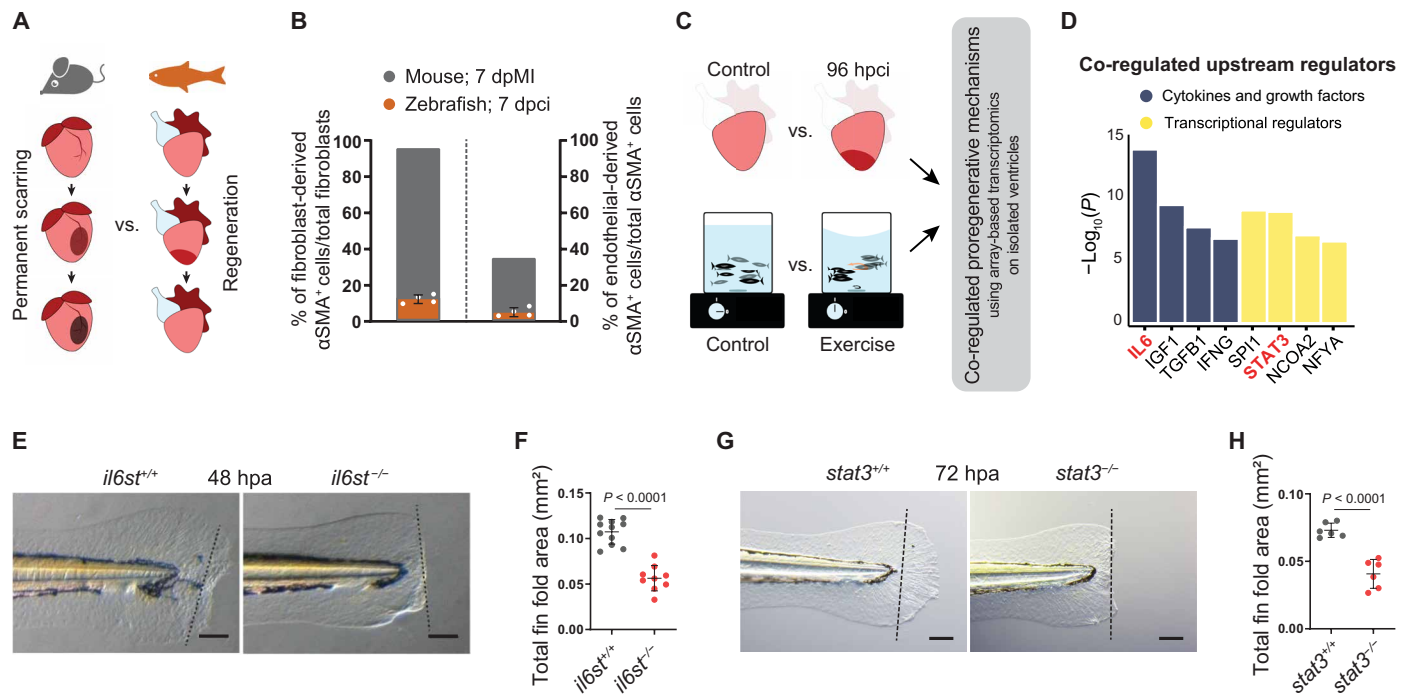 A
Permanent scarring
vs.
Regeneration
B
Mouse; 7 dpMI
Zebrafish; 7 dpci
% of fibroblast-derived
αSMA⁺ cells/total fibroblasts
100
80
60
40
20
0
100
80
60
40
20
0
% of endothelial-derived
αSMA⁺ cells/total αSMA⁺ cells
C
Control
96 hpci
vs.
vs.
Control
Exercise
Co-regulated proregenerative mechanisms
using array-based transcriptomics
on isolated ventricles
D
Co-regulated upstream regulators
Cytokines and growth factors
Transcriptional regulators
−Log₁₀(P)
15
10
5
0
IL6
IGF1
TGFB1
IFNG
SPI1
STAT3
NCOA2
NFYA
E
il6st⁺/⁺ 48 hpa il6st⁻/⁻
F
Total fin fold area (mm²)
0.15
0.10
0.05
0.00
P < 0.0001
il6st⁺/⁺
il6st⁻/⁻
G
stat3⁺/⁺ 72 hpa stat3⁻/⁻
H
Total fin fold area (mm²)
0.10
0.05
0.00
P < 0.0001
stat3⁺/⁺
stat3⁻/⁻